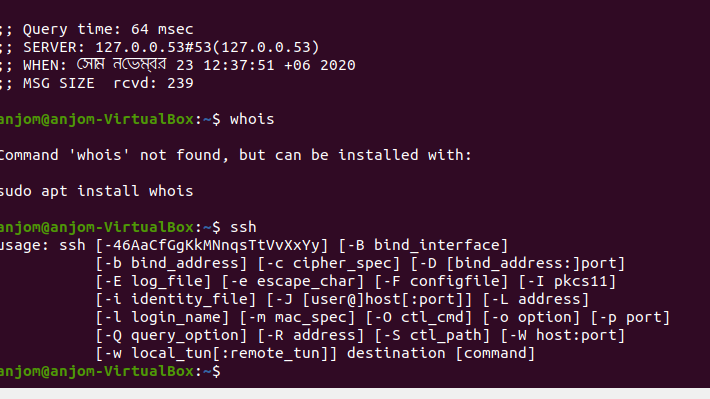 ;; Query time: 64 msec
;; SERVER: 127.0.0.53#53(127.0.0.53)
;; WHEN: সোম নভেম্বর 23 12:37:51 +06 2020
;; MSG SIZE  rcvd: 239
anjom@anjom-VirtualBox:~$ whois
Command 'whois' not found, but can be installed with:
sudo apt install whois
anjom@anjom-VirtualBox:~$ ssh
usage: ssh [-46AaCfGgKkMNnqsTtVvXxYy] [-B bind_interface]
           [-b bind_address] [-c cipher_spec] [-D [bind_address:]port]
           [-E log_file] [-e escape_char] [-F configfile] [-I pkcs11]
           [-i identity_file] [-J [user@]host[:port]] [-L address]
           [-l login_name] [-m mac_spec] [-O ctl_cmd] [-o option] [-p port]
           [-Q query_option] [-R address] [-S ctl_path] [-W host:port]
           [-w local_tun[:remote_tun]] destination [command]
anjom@anjom-VirtualBox:~$